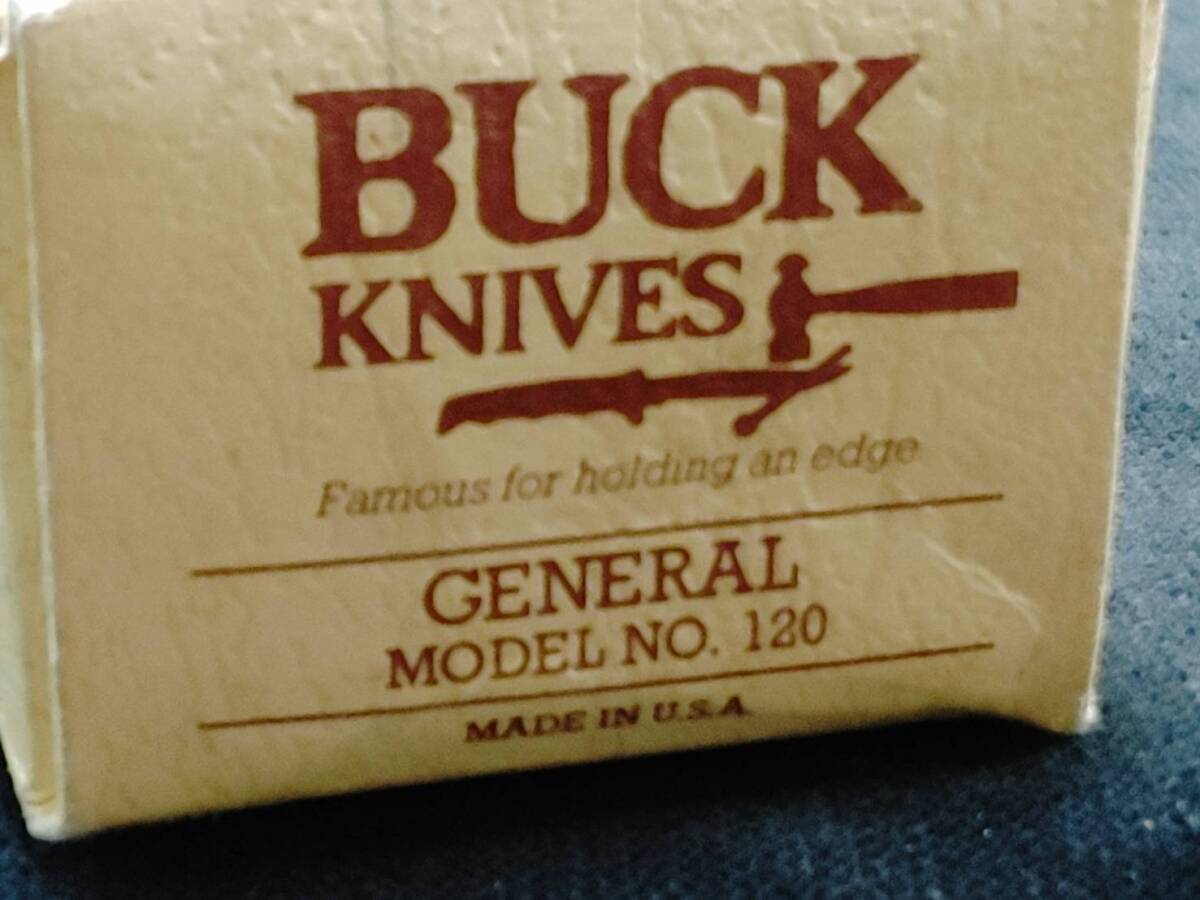 BUCK
KNIVES
Famous for holding an edge
GENERAL
MODEL NO. 120
MADE IN U.S.A.